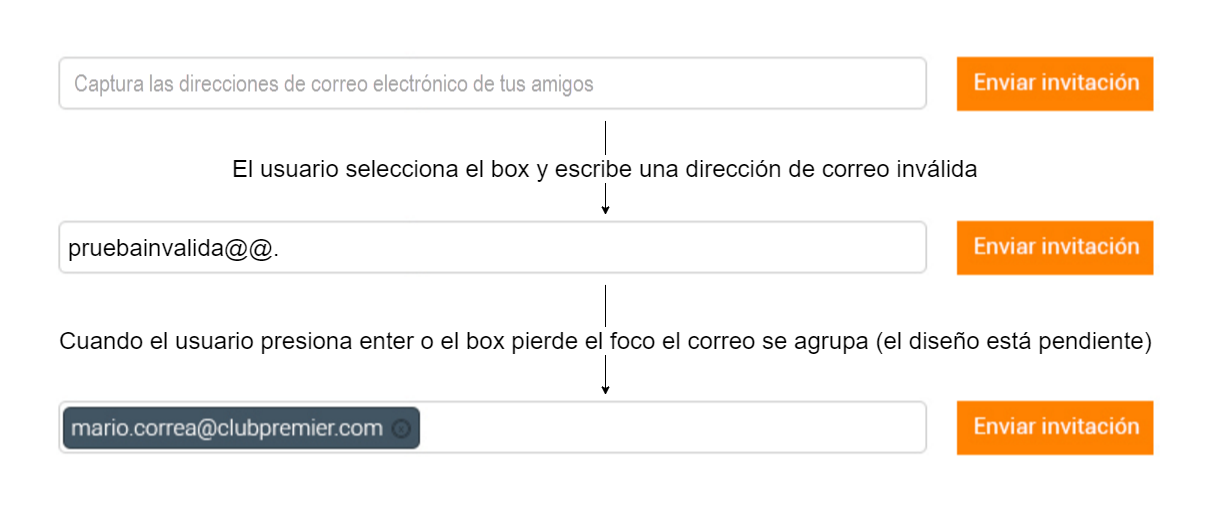 Captura las direcciones de correo electrónico de tus amigos
Enviar invitación
El usuario selecciona el box y escribe una dirección de correo inválida
pruebainvalida@@.
Enviar invitación
Cuando el usuario presiona enter o el box pierde el foco el correo se agrupa (el diseño está pendiente)
mario.correa@clubpremier.com
Enviar invitación